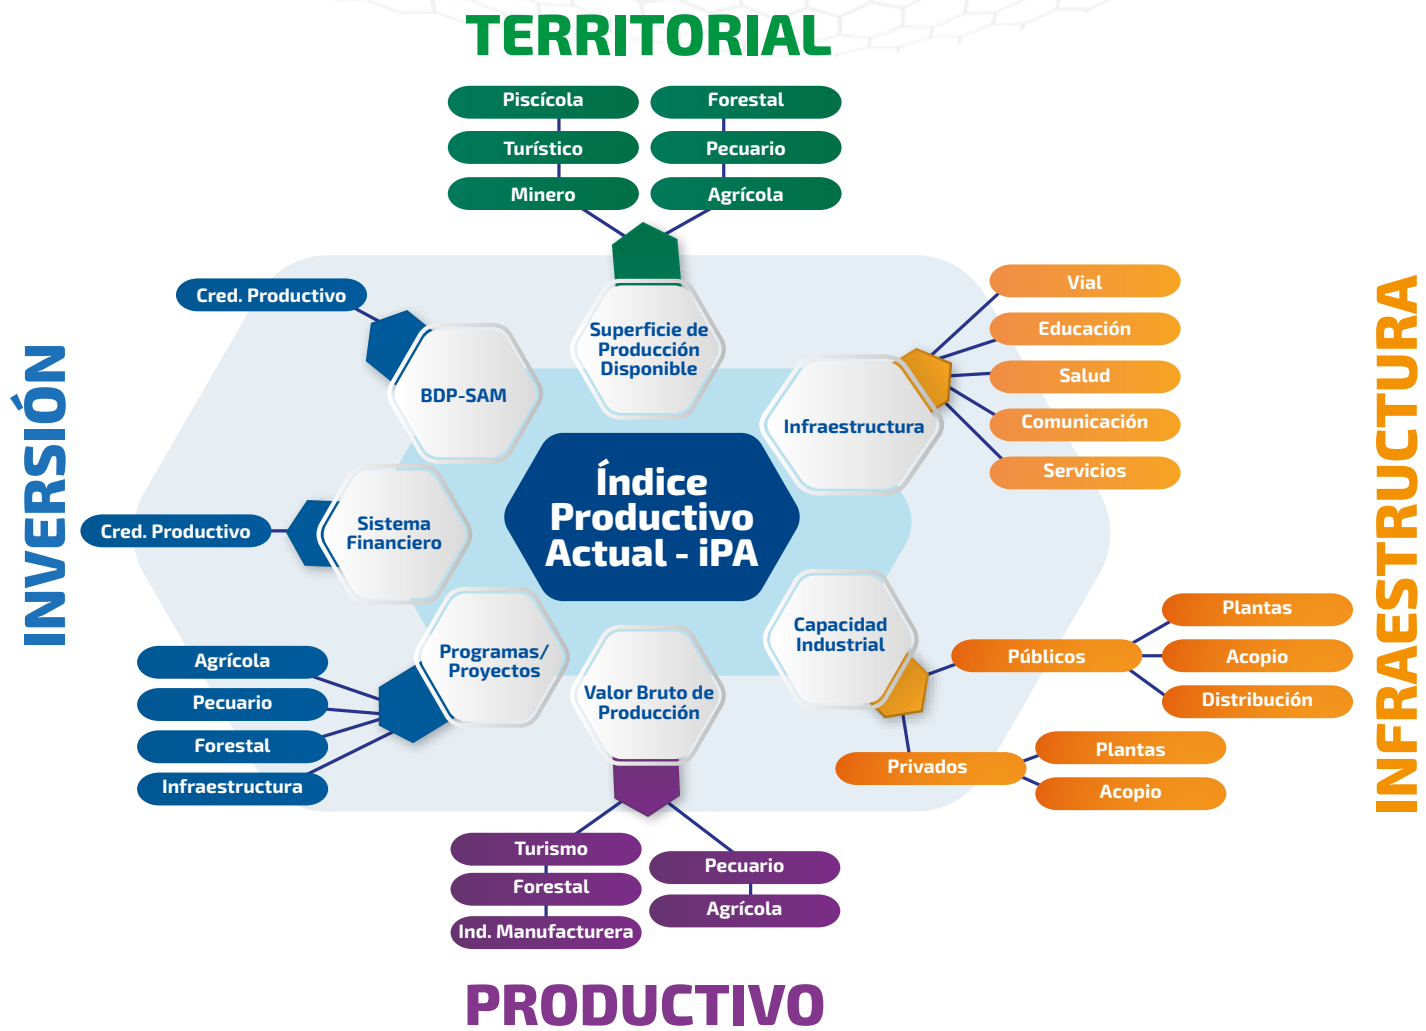 TERRITORIAL
Piscícola
Turístico
Minero
Forestal
Pecuario
Agrícola
Superficie de
Producción
Disponible
INVERSIÓN
Cred. Productivo
BDP-SAM
Cred. Productivo
Sistema
Financiero
Programas/
Proyectos
Agrícola
Pecuario
Forestal
Infraestructura
Índice
Productivo
Actual - iPA
INFRAESTRUCTURA
Infraestructura
Vial
Educación
Salud
Comunicación
Servicios
Capacidad
Industrial
Públicos
Plantas
Acopio
Distribución
Privados
Plantas
Acopio
Valor Bruto de
Producción
Turismo
Forestal
Ind. Manufacturera
Pecuario
Agrícola
PRODUCTIVO